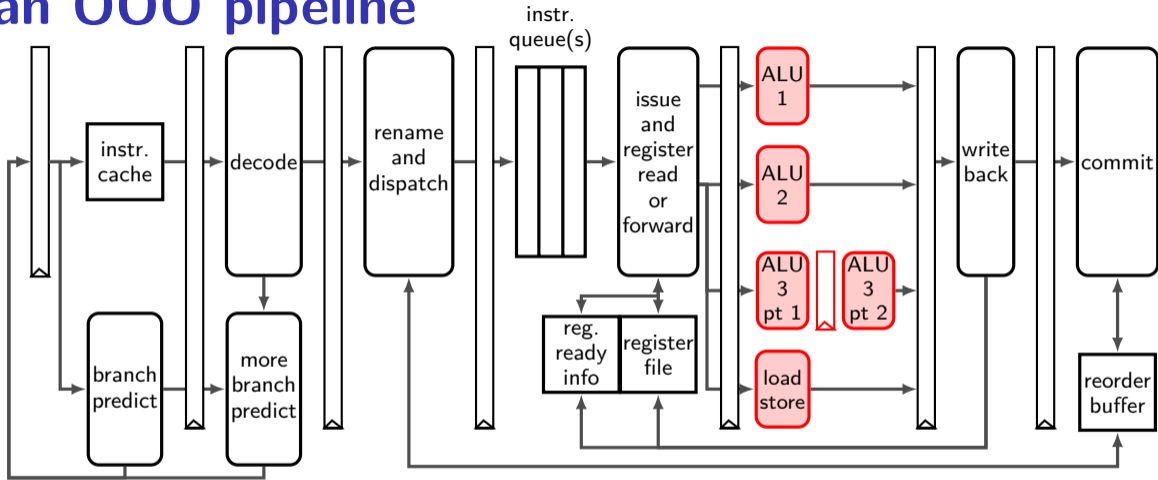 an OOO pipeline
instr.
queue(s)
instr.
cache
decode
rename
and
dispatch
issue
and
register
read
or
forward
ALU
1
ALU
2
ALU
3
pt 1
ALU
3
pt 2
load
store
write
back
commit
branch
predict
more
branch
predict
reg.
ready
info
register
file
reorder
buffer